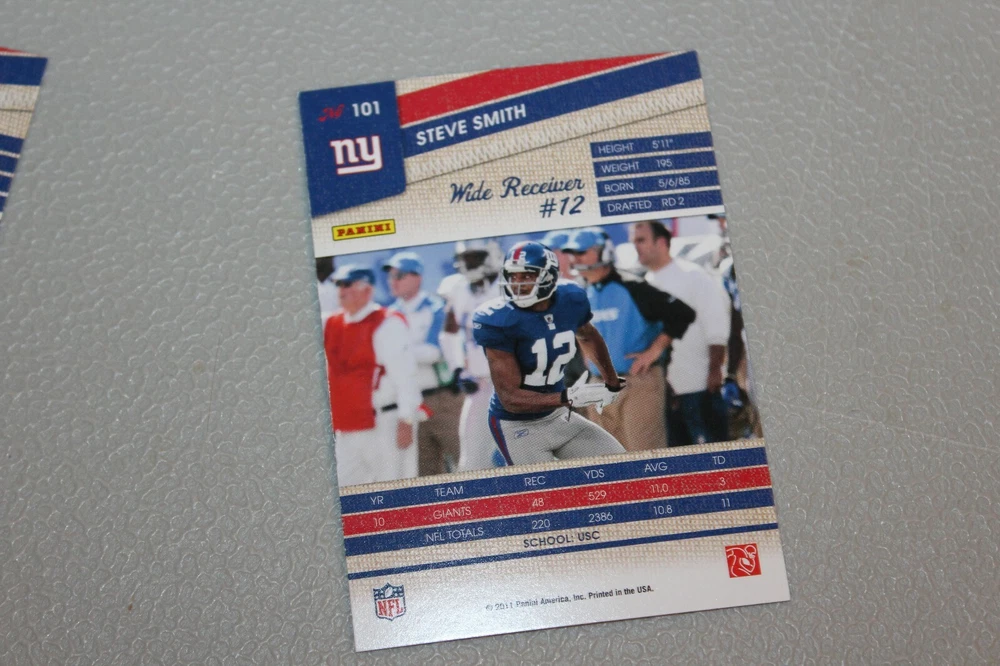 101
ny
STEVE SMITH
HEIGHT 5'11"
WEIGHT 195
BORN 5/6/85
DRAFTED RD 2
Wide Receiver
#12
PANINI
12
12
YR TEAM REC YDS AVG TD
10 GIANTS 48 529 11.0 3
NFL TOTALS 220 2386 10.8 11
SCHOOL: USC
NFL
© 2011 Panini America, Inc. Printed in the USA.